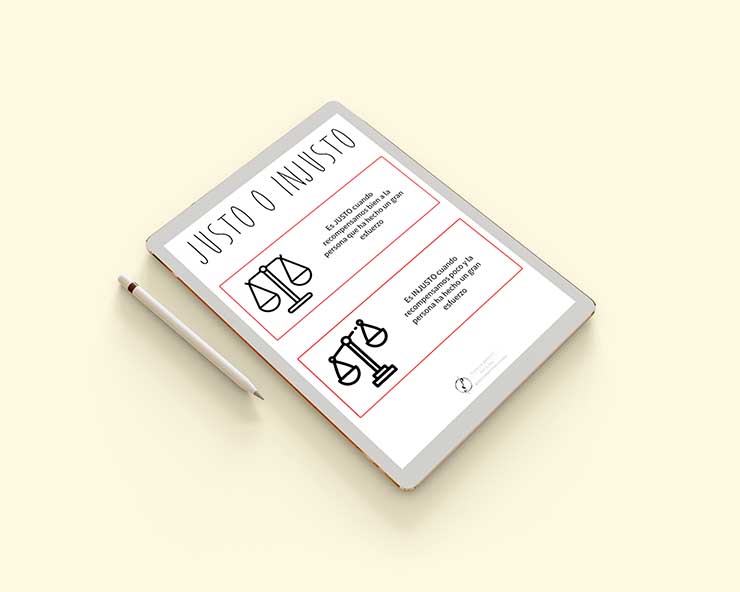 JUSTO O INJUSTO
Es JUSTO cuando
recompensamos bien a la
persona que ha hecho un gran
esfuerzo
Es INJUSTO cuando
recompensamos poco y la
persona ha hecho un gran
esfuerzo